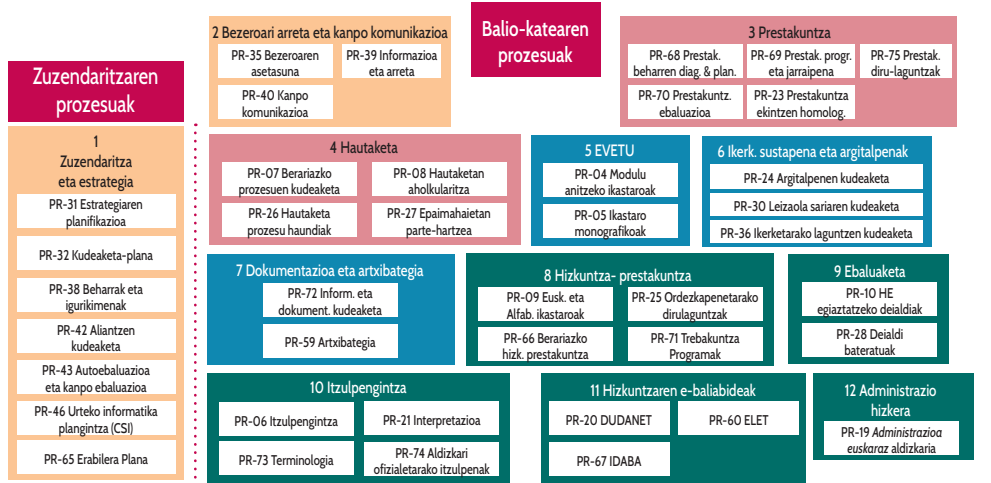 Zuzendaritzaren
prozesuak
1
Zuzendaritza
eta estrategia
PR-31 Estrategiaren
planifikazioa
PR-32 Kudeaketa-plana
PR-38 Beharrak eta
igurikimenak
PR-42 Aliantzen
kudeaketa
PR-43 Autoebaluazioa
eta kanpo ebaluazioa
PR-46 Urteko informatika
plangintza (CSI)
PR-65 Erabilera Plana
Balio-katearen
prozesuak
2 Bezeroari arreta eta kanpo komunikazioa
PR-35 Bezeroaren
asetasuna
PR-39 Informazioa
eta arreta
PR-40 Kanpo
komunikazioa
3 Prestakuntza
PR-68 Prestak.
beharren diag. & plan.
PR-69 Prestak. progr.
eta jarraipena
PR-75 Prestak.
diru-laguntzak
PR-70 Prestakuntz.
ebaluazioa
PR-23 Prestakuntza
ekintzen homolog.
4 Hautaketa
PR-07 Berariazko
prozesuen kudeaketa
PR-08 Hautaketan
aholkularitza
PR-26 Hautaketa
prozesu haundiak
PR-27 Epaimahaietan
parte-hartzea
5 EVETU
PR-04 Modulu
anitzeko ikastaroak
PR-05 Ikastaro
monografikoak
6 Ikerk. sustapena eta argitalpenak
PR-24 Argitalpenen kudeaketa
PR-30 Leizaola sariaren kudeaketa
PR-36 Ikerketarako laguntzen kudeaketa
7 Dokumentazioa eta artxibategia
PR-72 Inform. eta
dokument. kudeaketa
PR-59 Artxibategia
8 Hizkuntza- prestakuntza
PR-09 Eusk. eta
Alfab. ikastaroak
PR-25 Ordezkapenetarako
dirulaguntzak
PR-66 Berariazko
hizk. prestakuntza
PR-71 Trebakuntza
Programak
9 Ebaluaketa
PR-10 HE
egiaztatzeko deialdiak
PR-28 Deialdi
bateratuak
10 Itzulpengintza
PR-06 Itzulpengintza
PR-21 Interpretazioa
PR-73 Terminologia
PR-74 Aldizkari
ofizialetarako itzulpenak
11 Hizkuntzaren e-baliabideak
PR-20 DUDANET
PR-60 ELET
PR-67 IDABA
12 Administrazio
hizkera
PR-19 Administrazioa
euskaraz aldizkaria